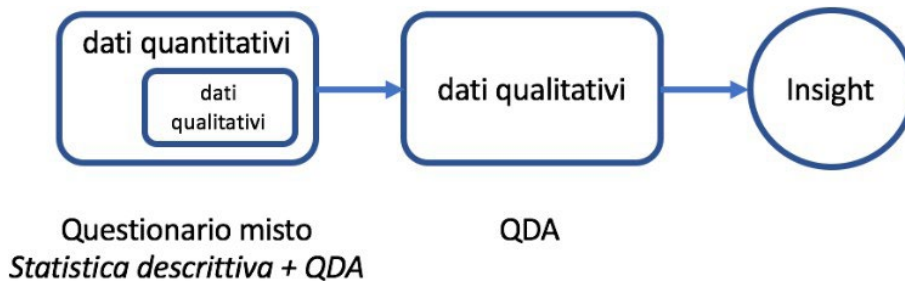 dati quantitativi
dati
qualitativi
dati qualitativi
Insight
Questionario misto
Statistica descrittiva + QDA
QDA